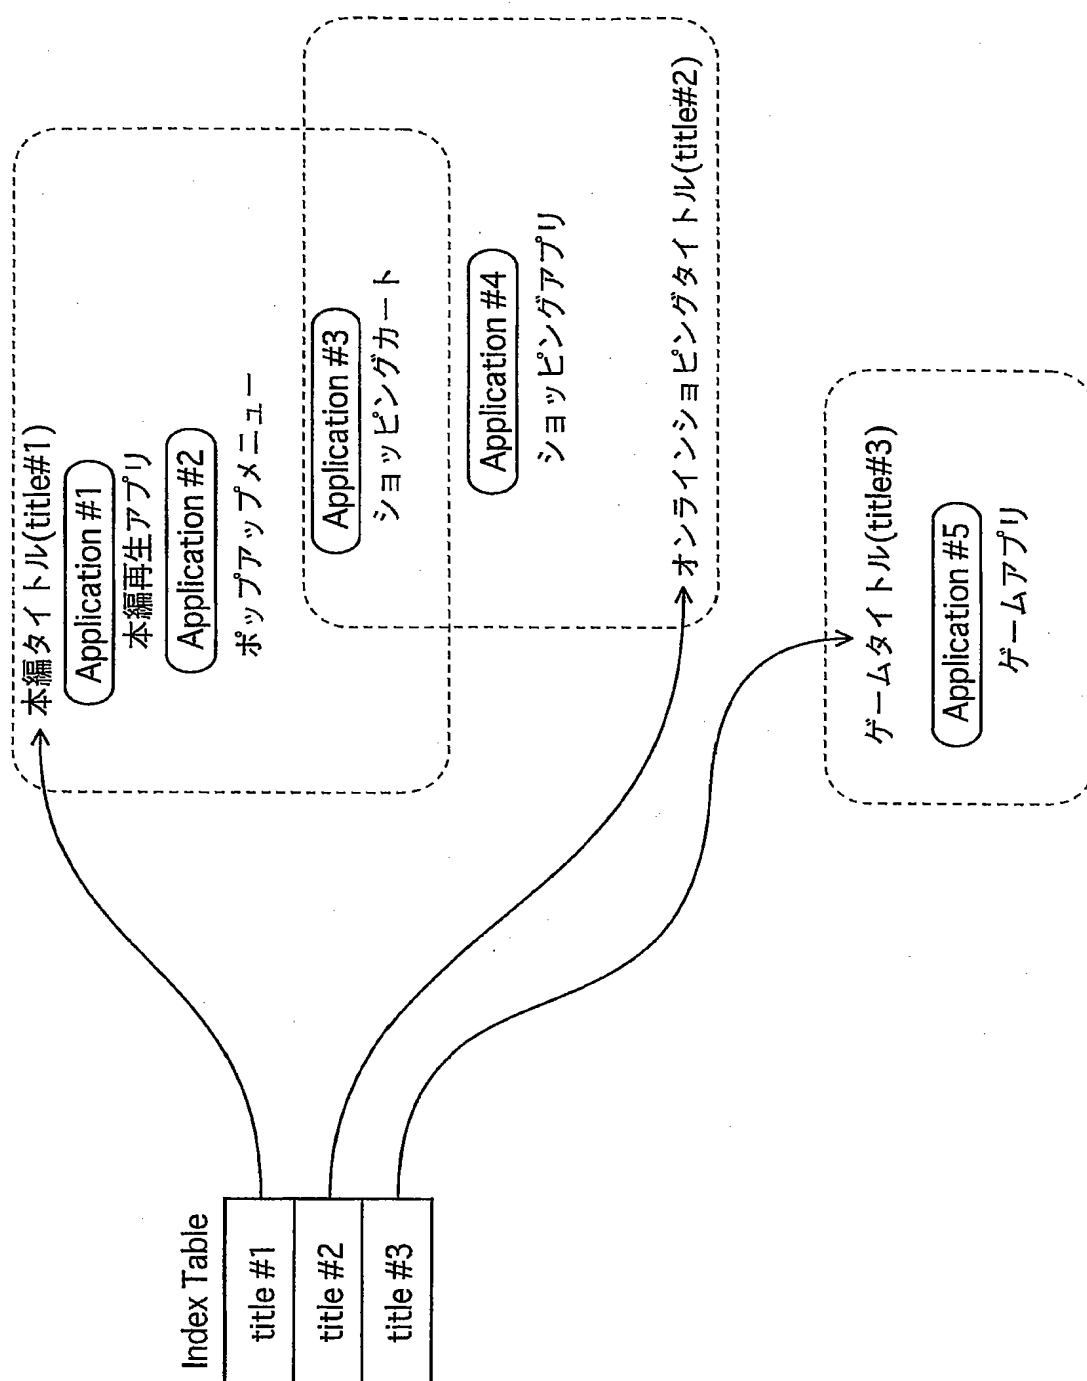 Index Table
title #1
title #2
title #3
本編タイトル(title#1)
Application #1
本編再生アプリ
Application #2
ポップアップメニュー
Application #3
ショッピングカート
Application #4
ショッピングアプリ
オンラインショピングタイトル(title#2)
ゲームタイトル(title#3)
Application #5
ゲームアプリ